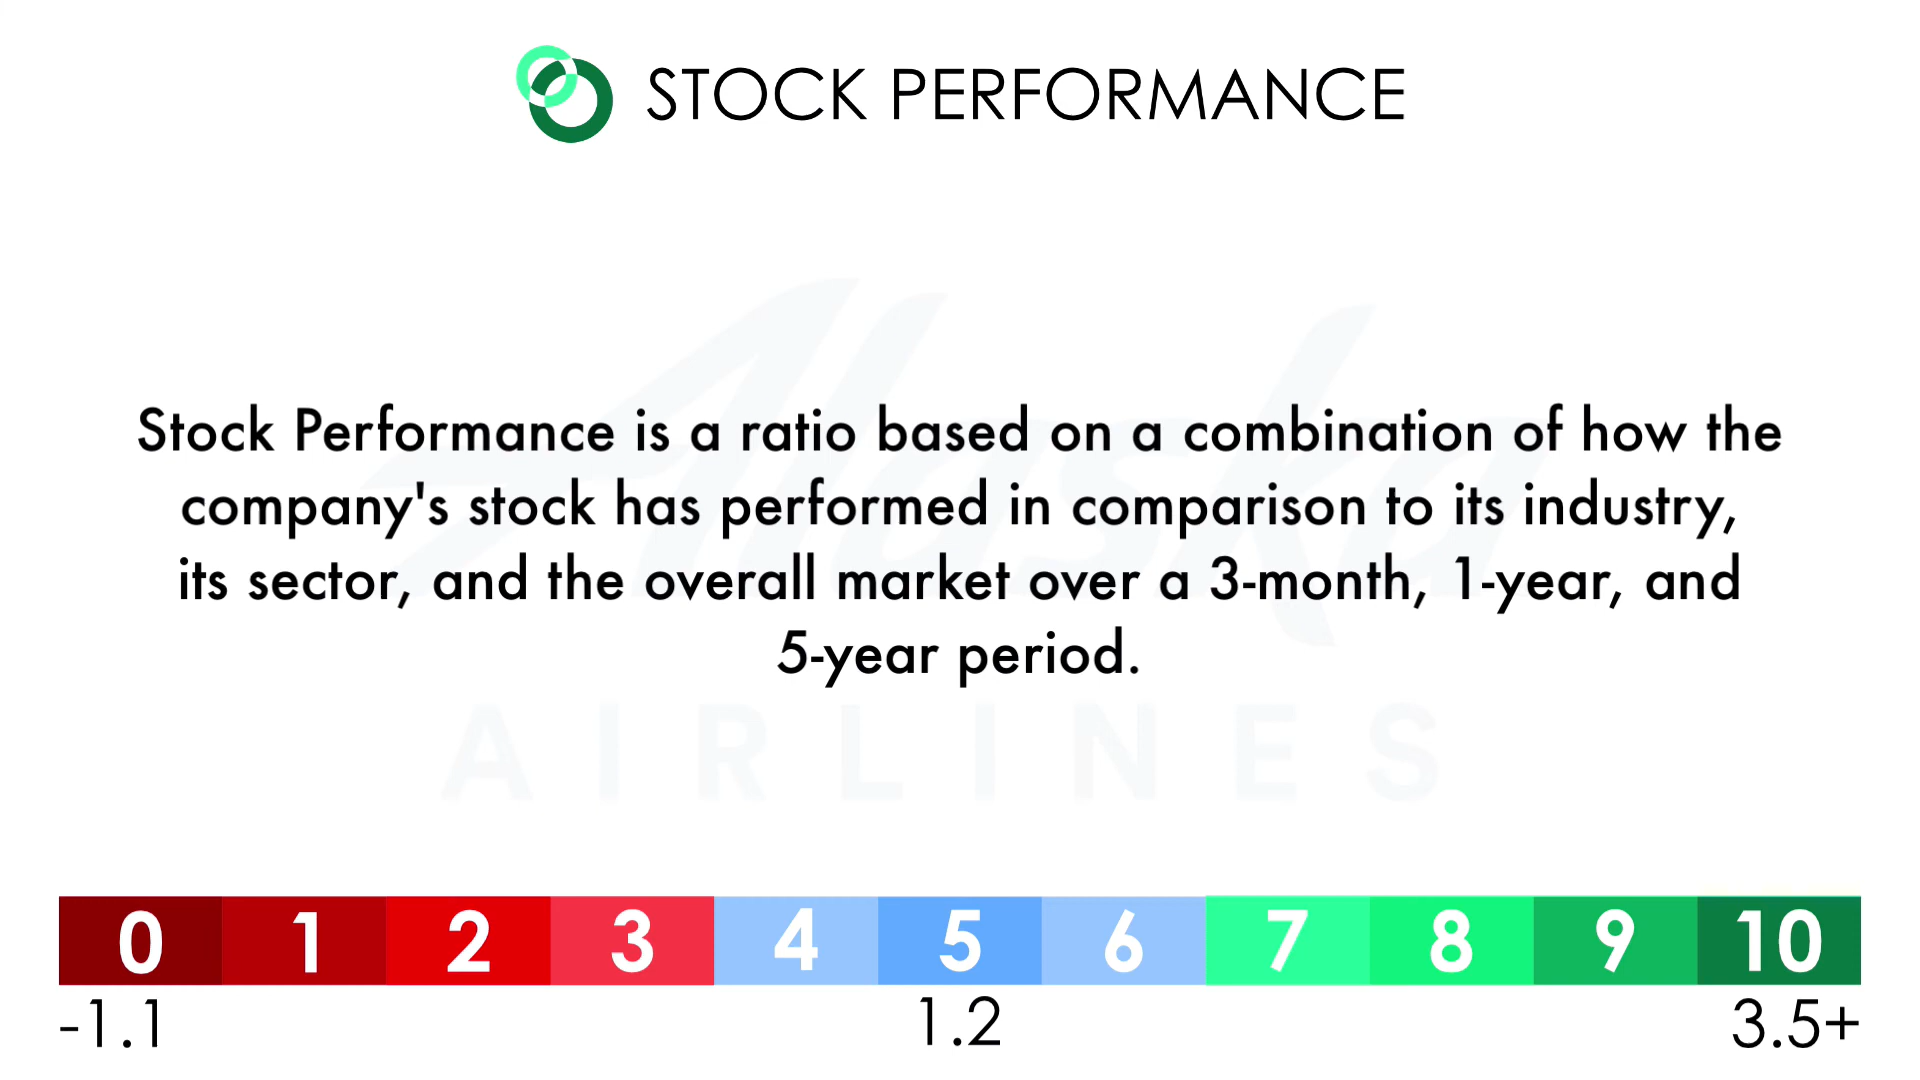 STOCK PERFORMANCE
Alaska
Stock Performance is a ratio based on a combination of how the
company's stock has performed in comparison to its industry,
its sector, and the overall market over a 3-month, 1-year, and
5-year period.
AIRLINES
0 1 2 3 4 5 6 7 8 9 10
-1.1 1.2 3.5+